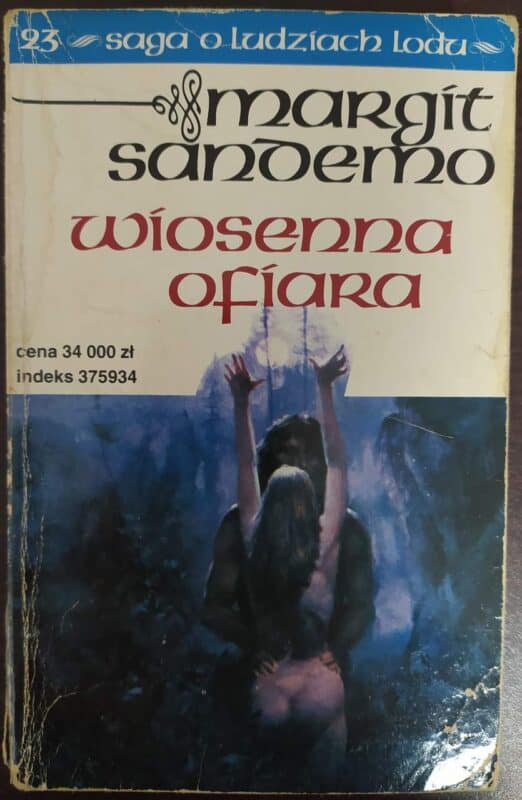 23 saga o ludziach lodu
margit
sandemo
wiosenna
ofiara
cena 34 000 zł
indeks 375934